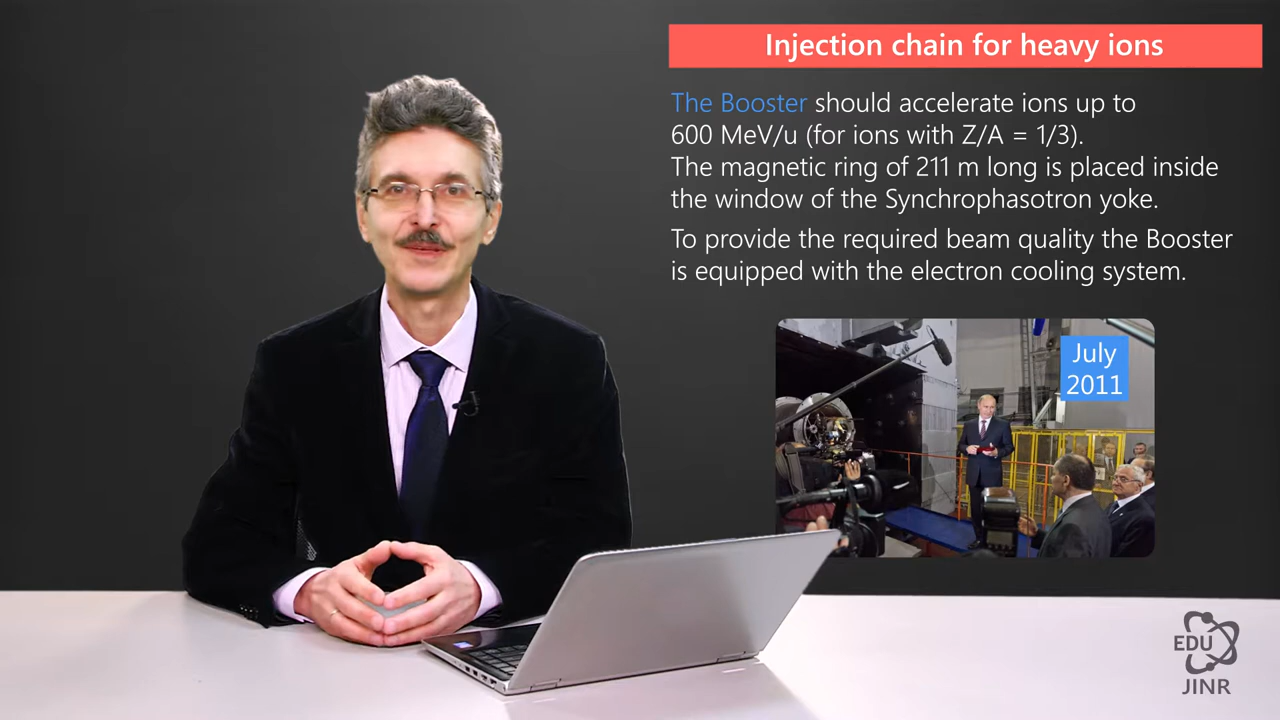 Injection chain for heavy ions
The Booster should accelerate ions up to
600 MeV/u (for ions with Z/A = 1/3).
The magnetic ring of 211 m long is placed inside
the window of the Synchrophasotron yoke.
To provide the required beam quality the Booster
is equipped with the electron cooling system.
July
2011
EDU
JINR